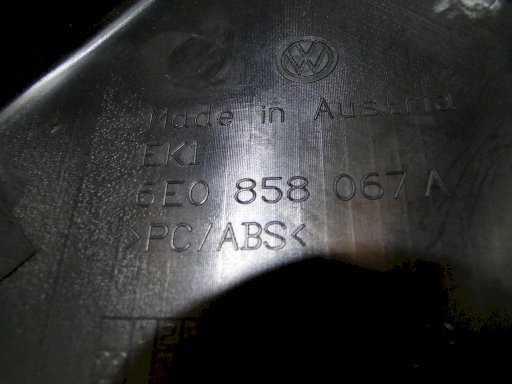 Made in Austria
EK1
6E0 858 067 A
>PC/ABS<